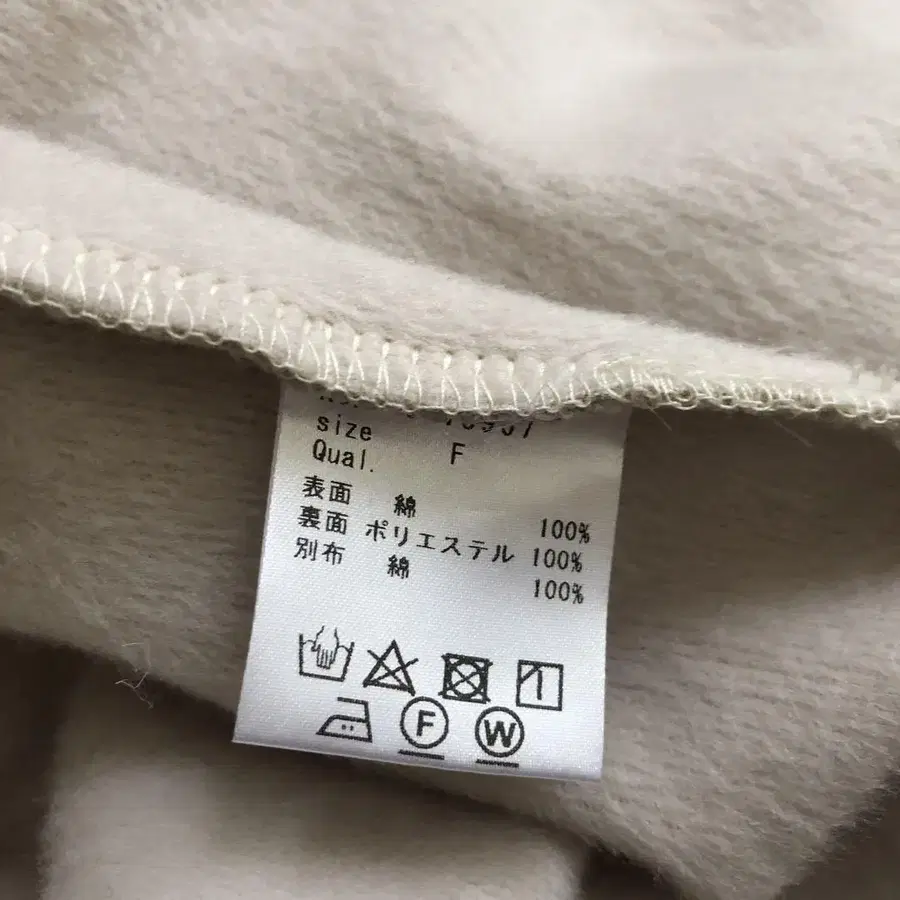 size
Qual. F
表面 綿 100%
裏面 ポリエステル 100%
別布 綿 100%
F W